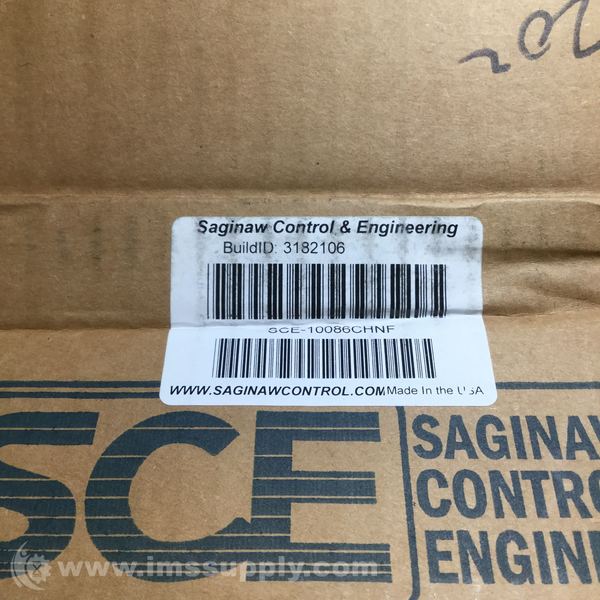 Saginaw Control & Engineering
BuildID: 3182106
SCE-10086CHNF
WWW.SAGINAWCONTROL.COM Made In the USA
SCE
SAGINAW
CONTRO
ENGINE
www.imssupply.com